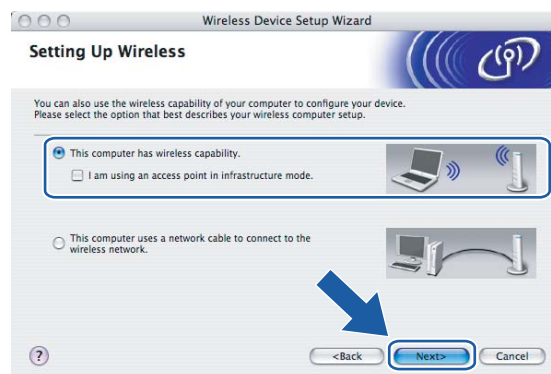 Wireless Device Setup Wizard
Setting Up Wireless
You can also use the wireless capability of your computer to configure your device.
Please select the option that best describes your wireless computer setup.
This computer has wireless capability.
I am using an access point in infrastructure mode.
This computer uses a network cable to connect to the
wireless network.
?
<Back
Next>
Cancel